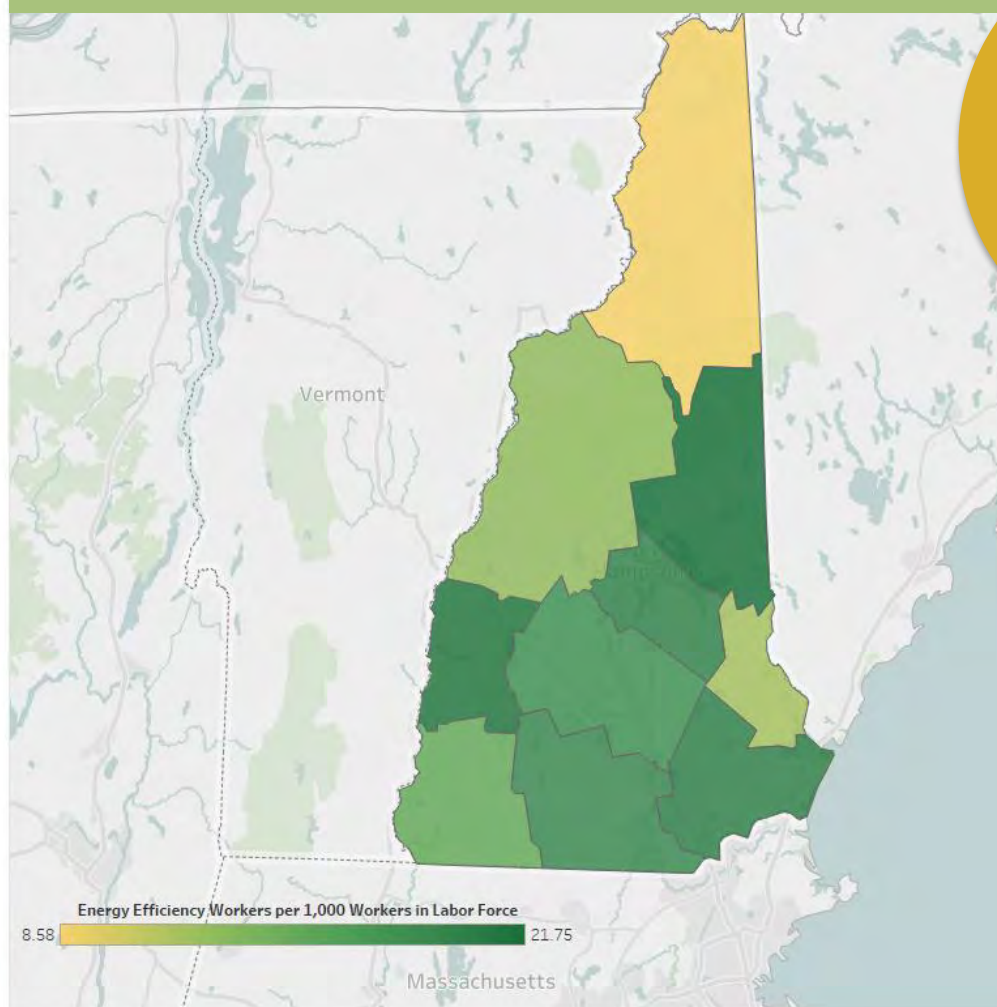 Vermont
Energy Efficiency Workers per 1,000 Workers in Labor Force
8.58
21.75
Massachusetts